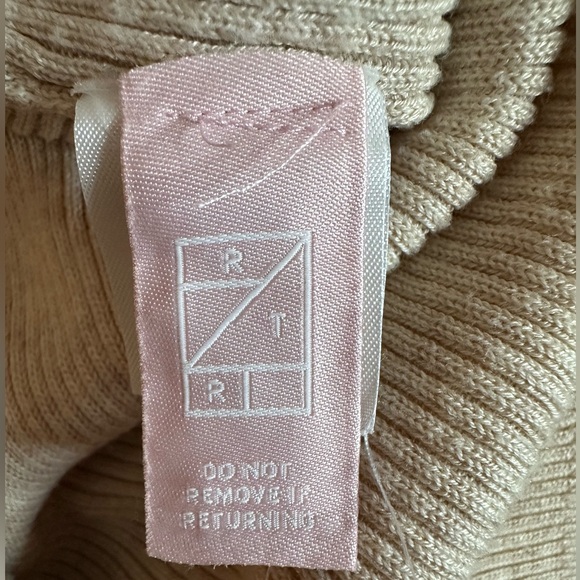 R
T
R
DO NOT
REMOVE IF
RETURNING